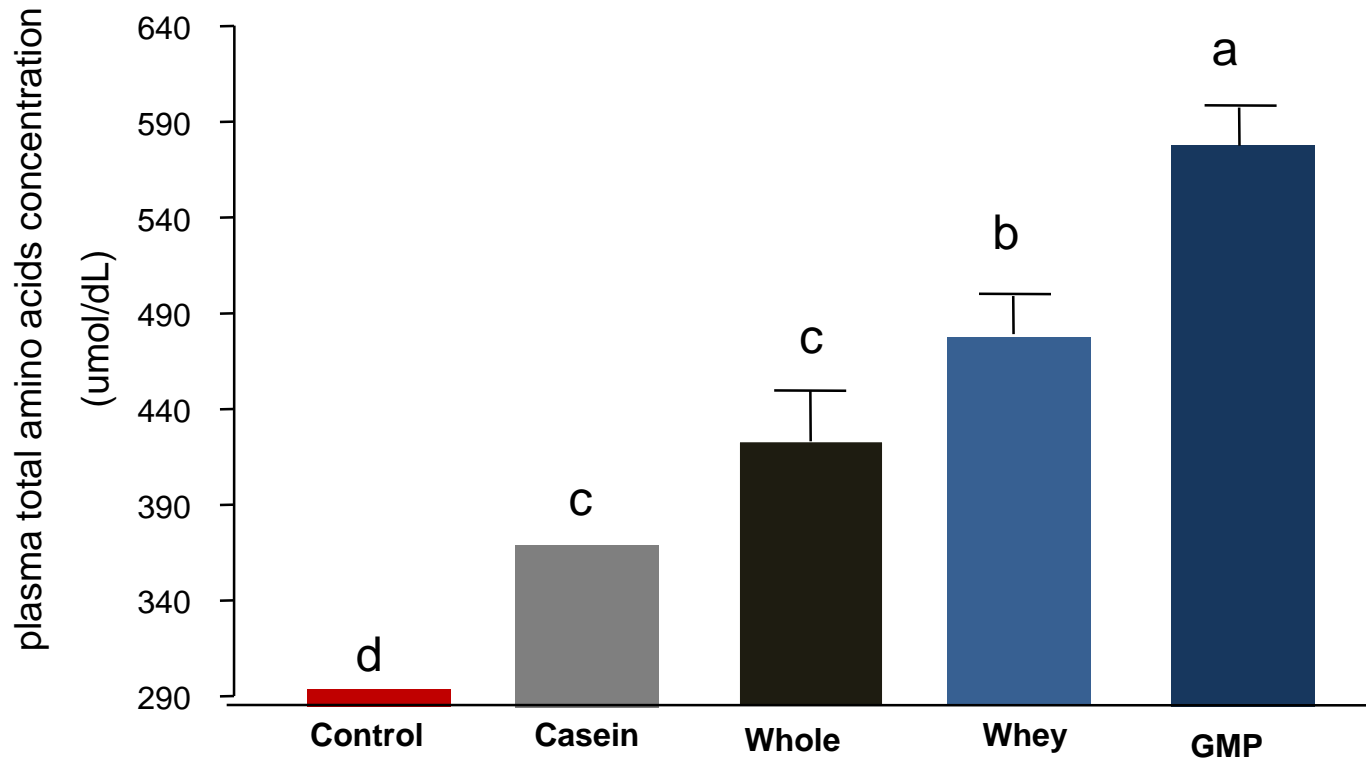 plasma total amino acids concentration
(umol/dL)
640
590
540
490
440
390
340
290
d
c
c
b
a
Control
Casein
Whole
Whey
GMP